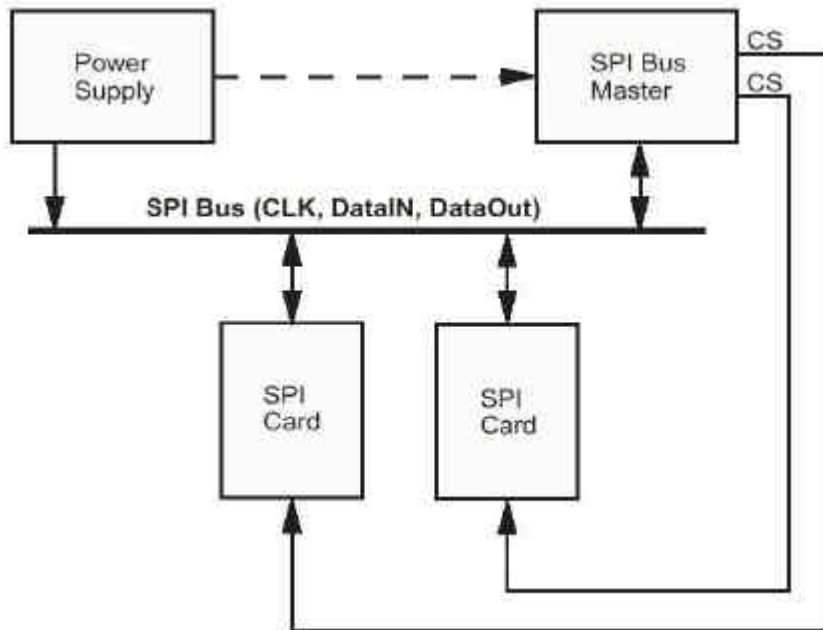 Power
Supply
SPI Bus
Master
CS
CS
SPI Bus (CLK, DataIN, DataOut)
SPI
Card
SPI
Card